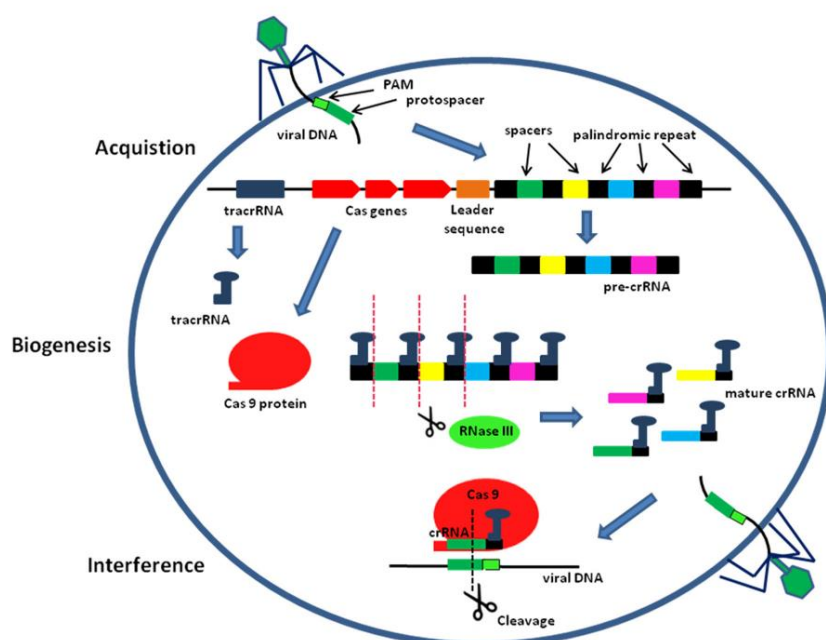 PAM
protospacer
viral DNA
Acquistion
spacers
palindromic repeat
tracrRNA
Cas genes
Leader
sequence
pre-crRNA
tracrRNA
Biogenesis
Cas 9 protein
RNase III
mature crRNA
Cas 9
crRNA
Interference
viral DNA
Cleavage